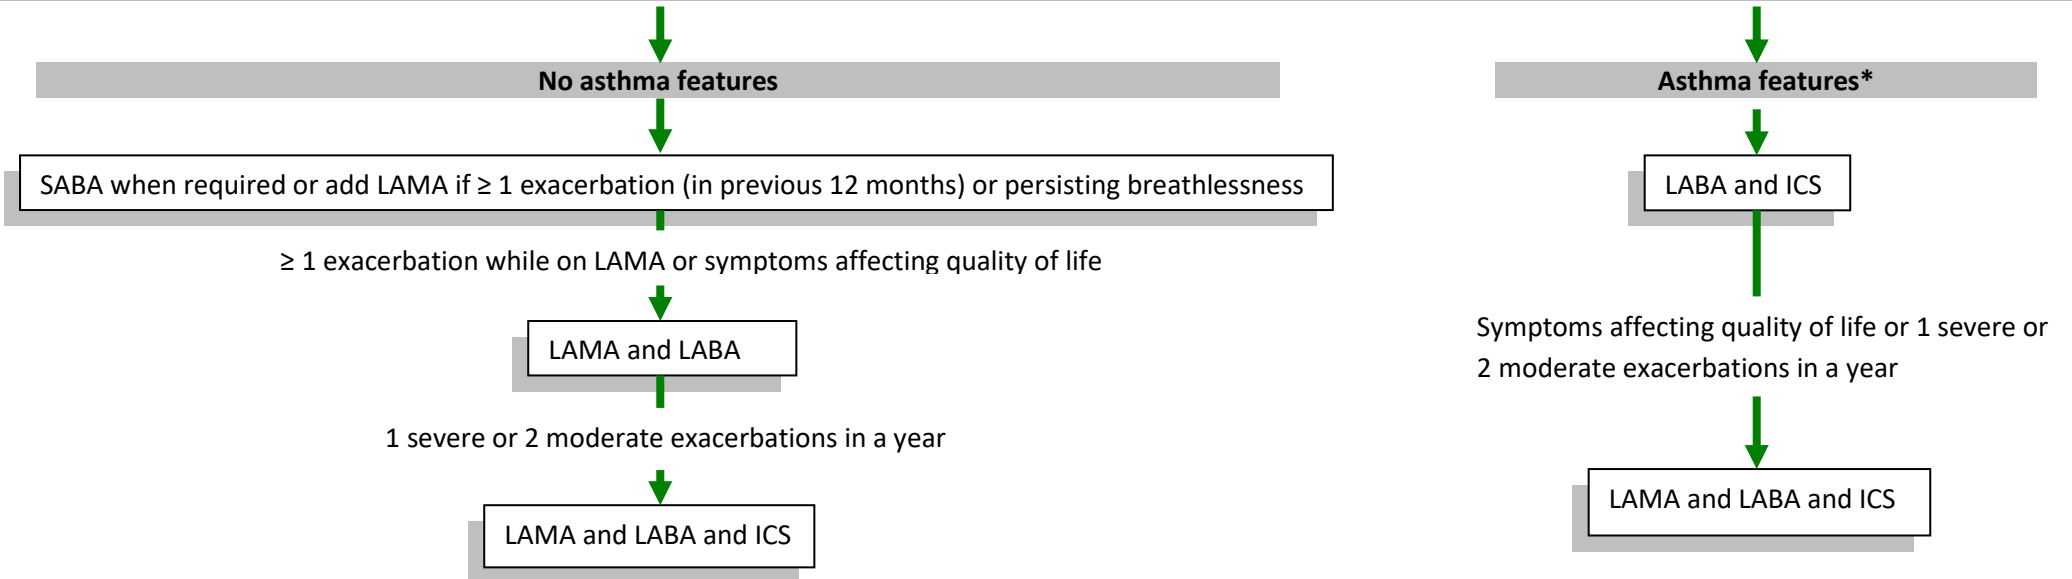 No asthma features
SABA when required or add LAMA if ≥ 1 exacerbation (in previous 12 months) or persisting breathlessness
≥ 1 exacerbation while on LAMA or symptoms affecting quality of life
LAMA and LABA
1 severe or 2 moderate exacerbations in a year
LAMA and LABA and ICS
Asthma features*
LABA and ICS
Symptoms affecting quality of life or 1 severe or
2 moderate exacerbations in a year
LAMA and LABA and ICS